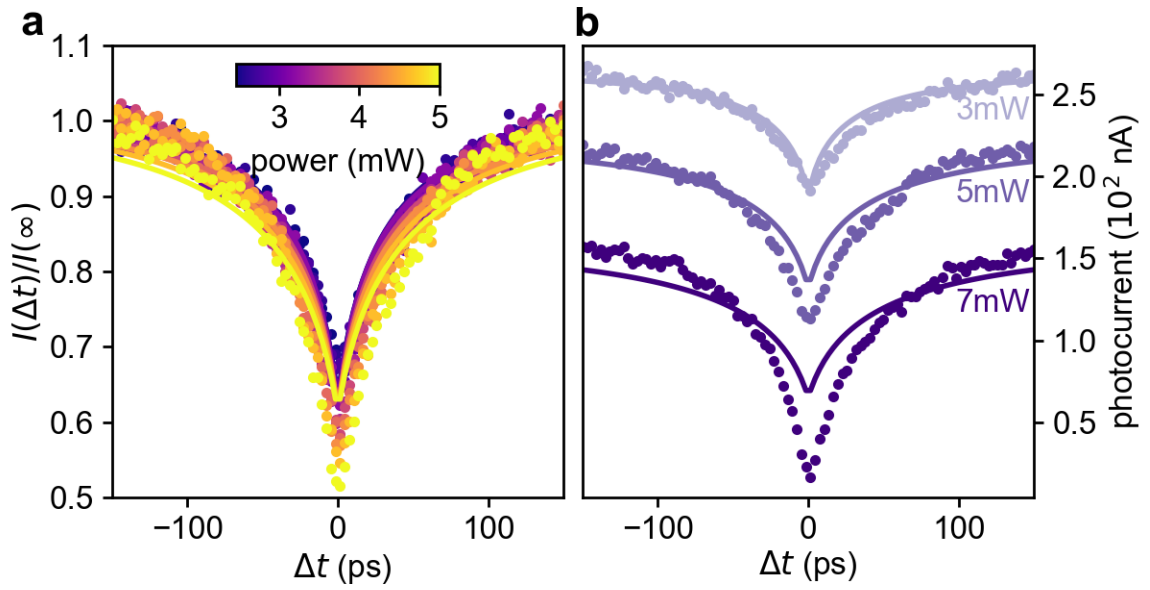 a
1.1
1.0
0.9
0.8
0.7
0.6
0.5
I(Δt)/I(∞)
3 4 5
power (mW)
−100 0 100
Δt (ps)
b
3mW
5mW
7mW
2.5
2.0
1.5
1.0
0.5
photocurrent (10² nA)
−100 0 100
Δt (ps)